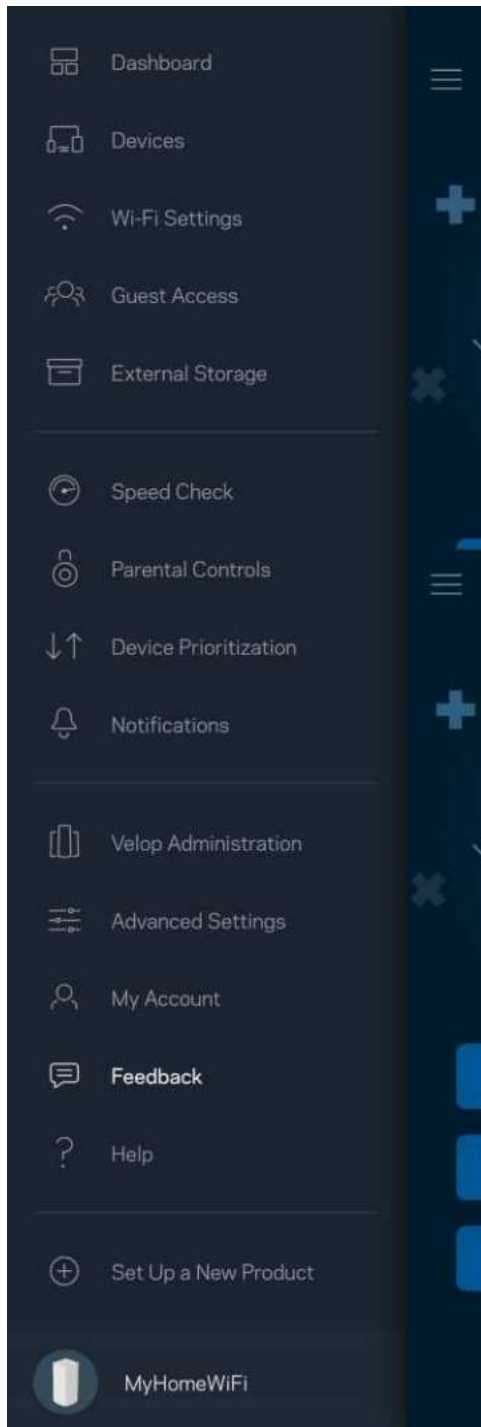 Dashboard
Devices
Wi-Fi Settings
Guest Access
External Storage
Speed Check
Parental Controls
Device Prioritization
Notifications
Velop Administration
Advanced Settings
My Account
Feedback
Help
Set Up a New Product
MyHomeWiFi